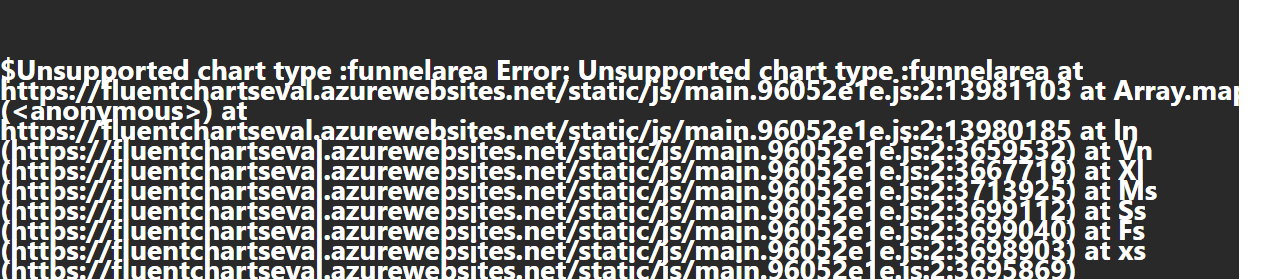 $Unsupported chart type :funnelarea Error: Unsupported chart type :funnelarea at
https://fluentchartseval.azurewebsites.net/static/js/main.96052e1e.js:2:13981103 at Array.map
(<anonymous>) at
https://fluentchartseval.azurewebsites.net/static/js/main.96052e1e.js:2:13980185 at ln
(https://fluentchartseval.azurewebsites.net/static/js/main.96052e1e.js:2:3659532) at Vn
(https://fluentchartseval.azurewebsites.net/static/js/main.96052e1e.js:2:3667719) at Xl
(https://fluentchartseval.azurewebsites.net/static/js/main.96052e1e.js:2:3713925) at Ms
(https://fluentchartseval.azurewebsites.net/static/js/main.96052e1e.js:2:3699112) at Ss
(https://fluentchartseval.azurewebsites.net/static/js/main.96052e1e.js:2:3699040) at Fs
(https://fluentchartseval.azurewebsites.net/static/js/main.96052e1e.js:2:3698903) at xs
(https://fluentchartseval.azurewebsites.net/static/js/main.96052e1e.js:2:3695869)